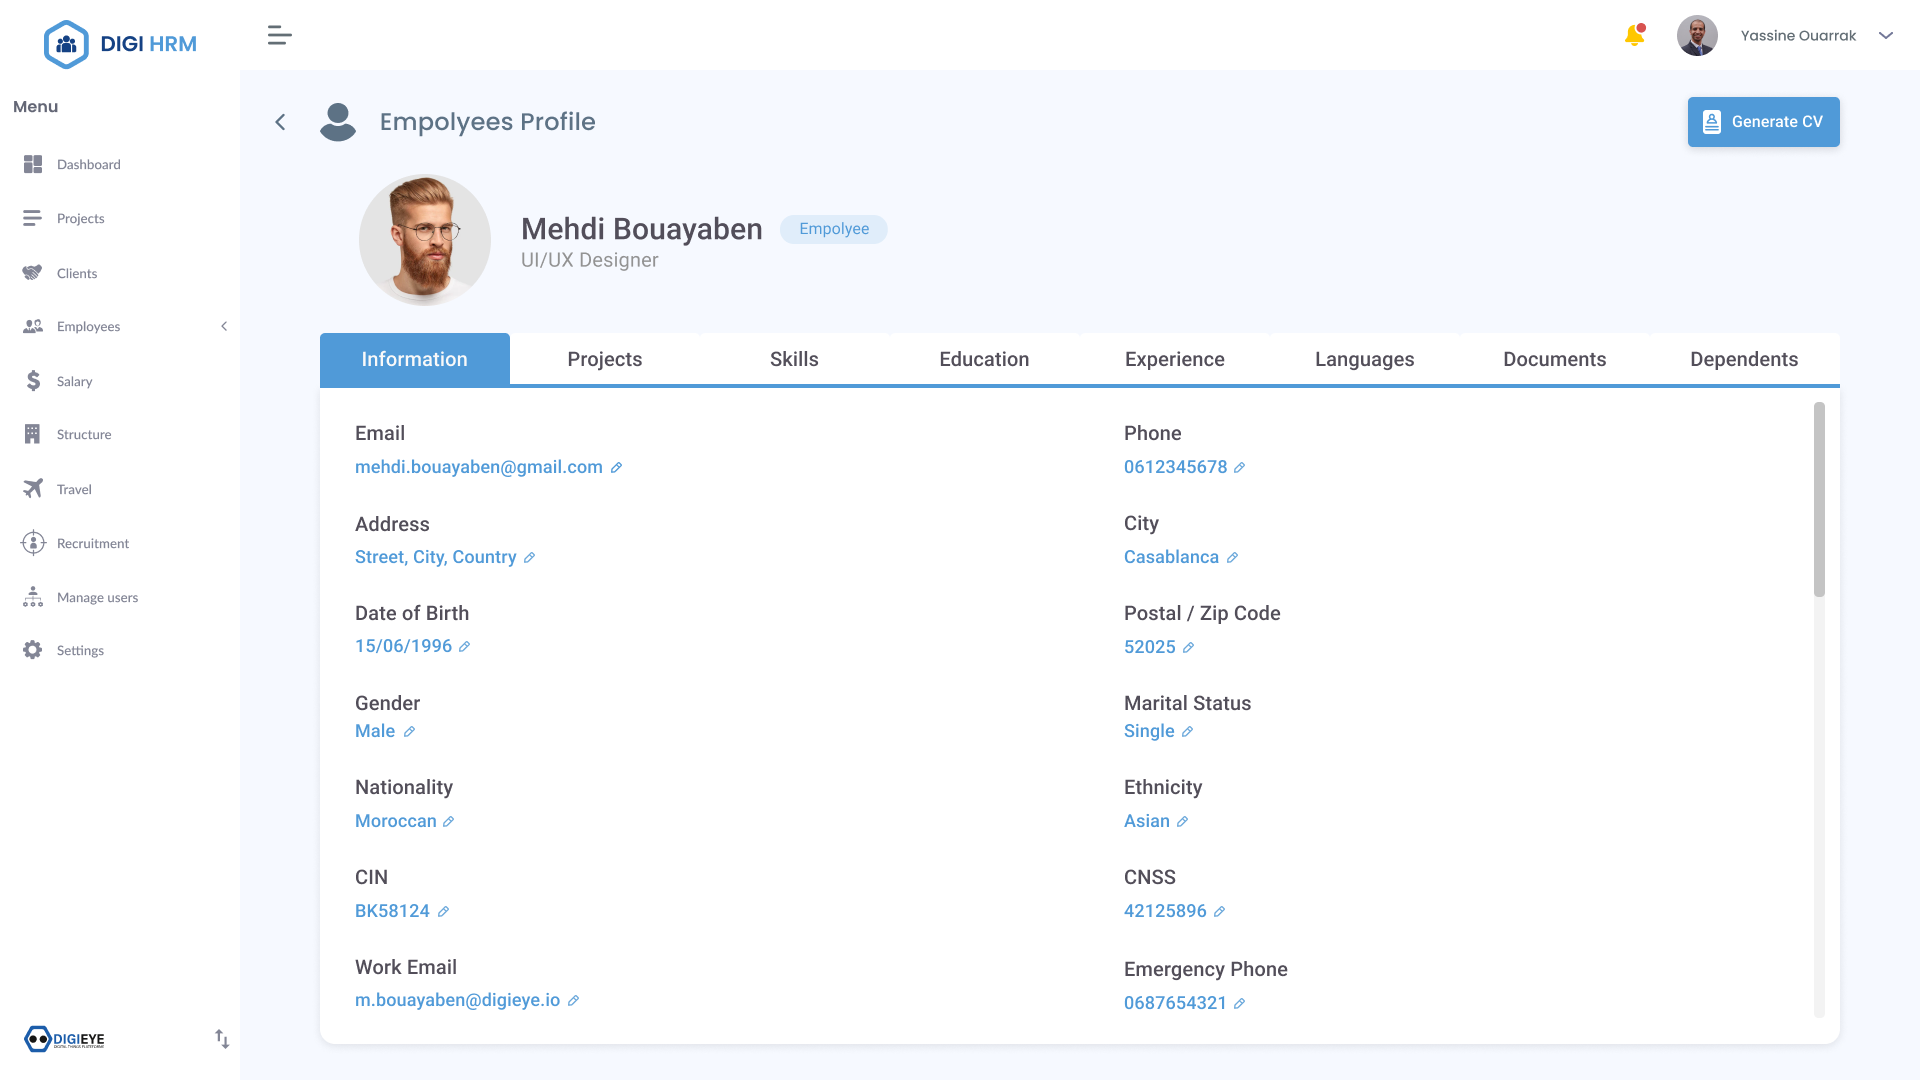 DIGI HRM
Yassine Ouarrak
Menu
Dashboard
Projects
Clients
Employees
Salary
Structure
Travel
Recruitment
Manage users
Settings
DIGIEYE
Empolyees Profile
Generate CV
Mehdi Bouayaben
Empolyee
UI/UX Designer
Information
Projects
Skills
Education
Experience
Languages
Documents
Dependents
Email
mehdi.bouayaben@gmail.com
Phone
0612345678
Address
Street, City, Country
City
Casablanca
Date of Birth
15/06/1996
Postal / Zip Code
52025
Gender
Male
Marital Status
Single
Nationality
Moroccan
Ethnicity
Asian
CIN
BK58124
CNSS
42125896
Work Email
m.bouayaben@digieye.io
Emergency Phone
0687654321